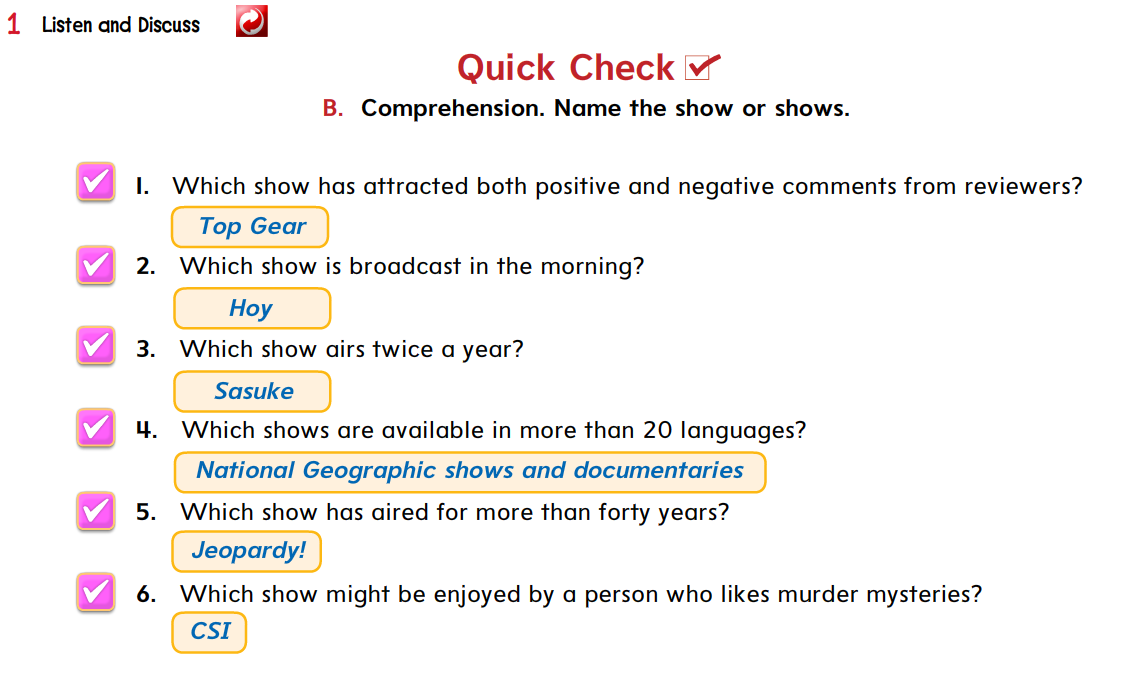 1 Listen and Discuss
Quick Check
B. Comprehension. Name the show or shows.
1. Which show has attracted both positive and negative comments from reviewers?
Top Gear
2. Which show is broadcast in the morning?
Hoy
3. Which show airs twice a year?
Sasuke
4. Which shows are available in more than 20 languages?
National Geographic shows and documentaries
5. Which show has aired for more than forty years?
Jeopardy!
6. Which show might be enjoyed by a person who likes murder mysteries?
CSI